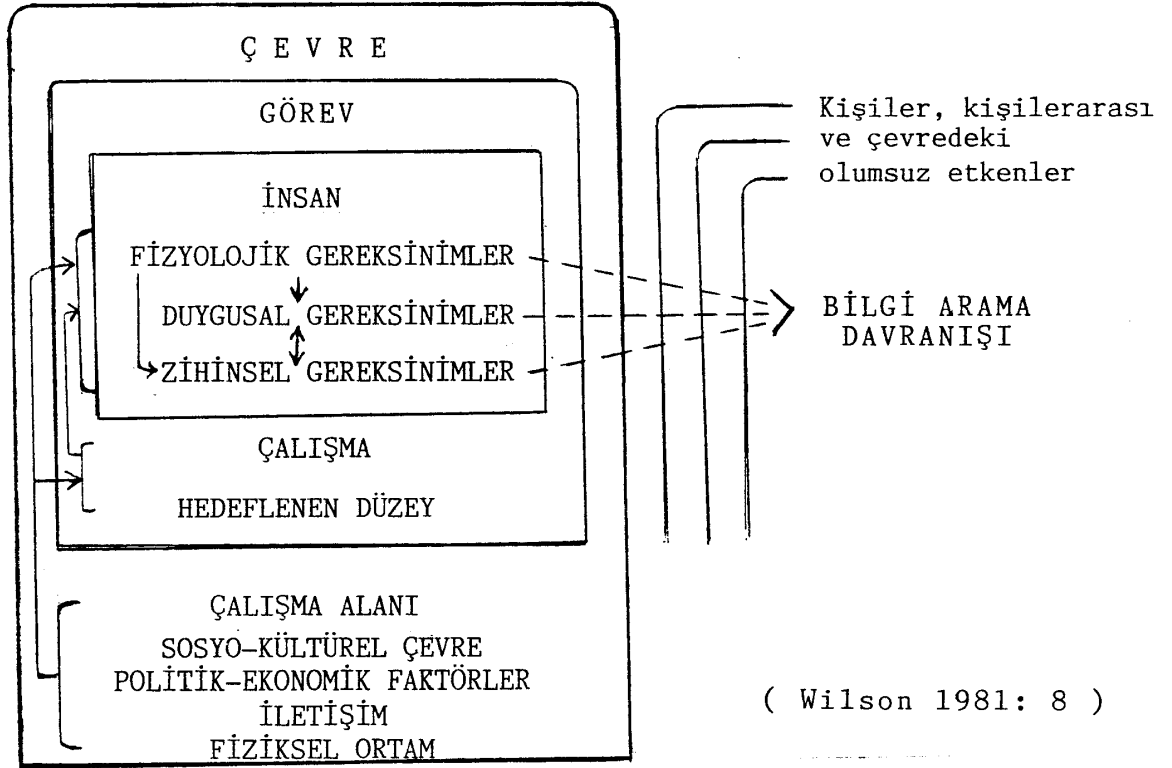 Ç E V R E
GÖREV
İNSAN
FİZYOLOJİK GEREKSİNİMLER
DUYGUSAL GEREKSİNİMLER
ZİHİNSEL GEREKSİNİMLER
ÇALIŞMA
HEDEFLENEN DÜZEY
ÇALIŞMA ALANI
SOSYO-KÜLTÜREL ÇEVRE
POLİTİK-EKONOMİK FAKTÖRLER
İLETİŞİM
FİZİKSEL ORTAM
Kişiler, kişilerarası
ve çevredeki
olumsuz etkenler
BİLGİ ARAMA
DAVRANIŞI
( Wilson 1981: 8 )